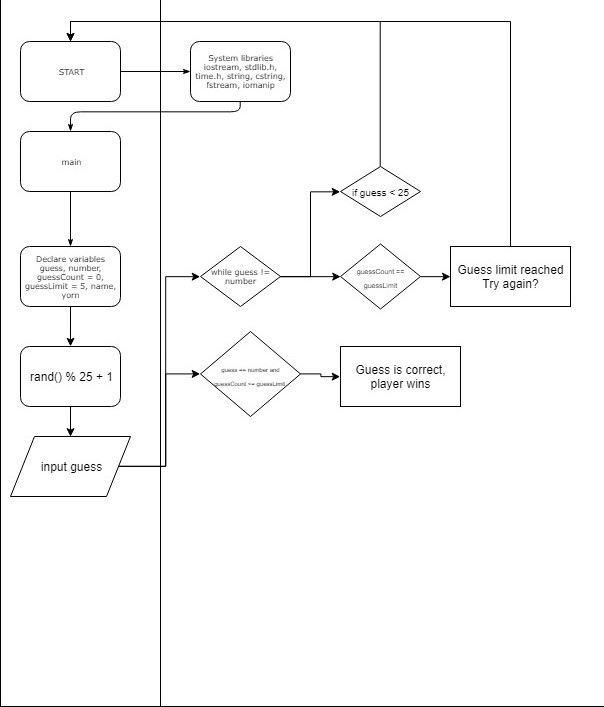 START
System libraries
iostream, stdlib.h,
time.h, string, cstring,
fstream, iomanip
main
if guess < 25
Declare variables
guess, number,
guessCount = 0,
guessLimit = 5, name,
yorn
while guess !=
number
guessCount ==
guessLimit
Guess limit reached
Try again?
rand() % 25 + 1
guess == number and
guessCount <= guessLimit
Guess is correct,
player wins
input guess